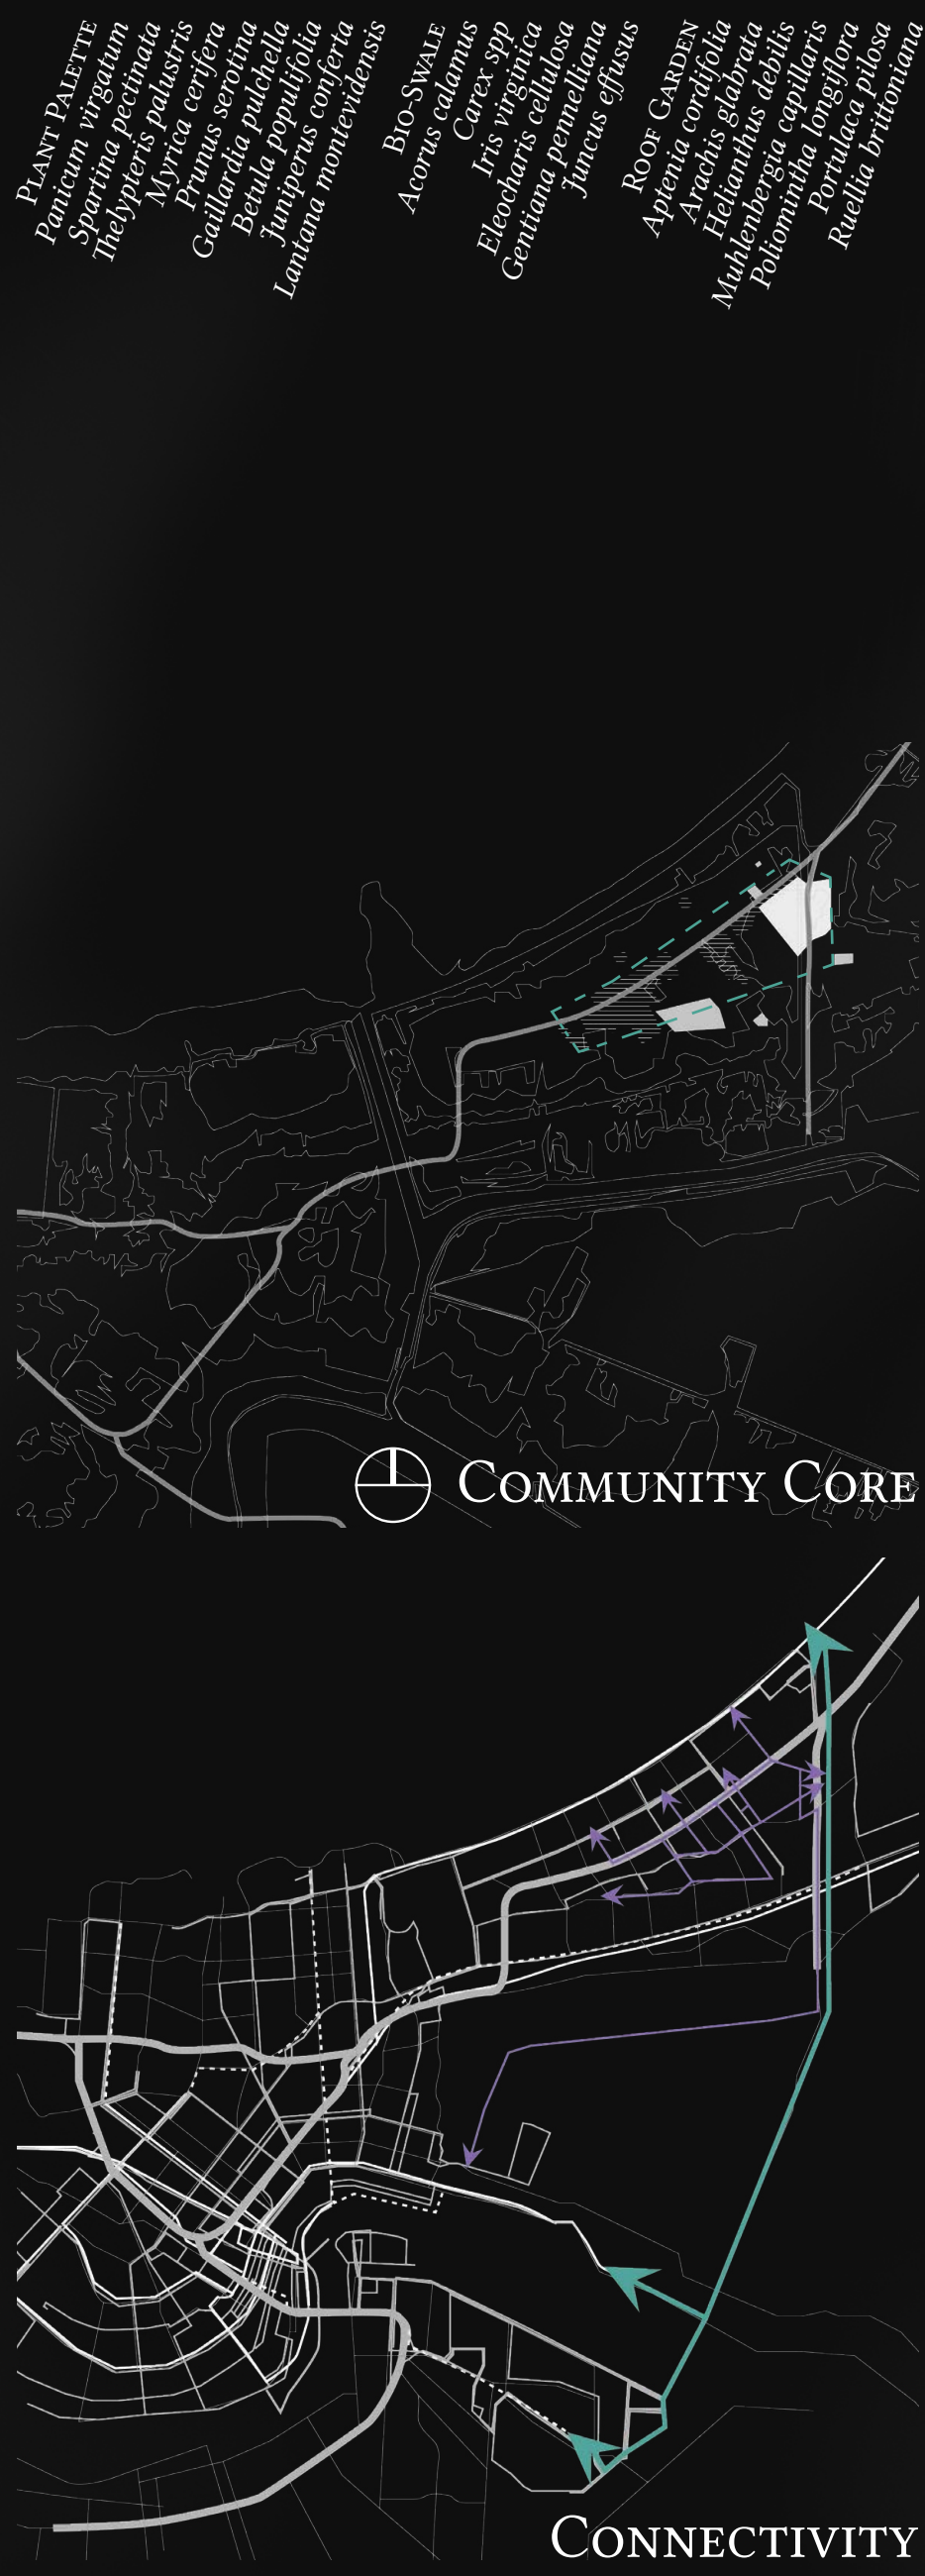 PLANT PALETTE
Panicum virgatum
Spartina pectinata
Thelypteris palustris
Myrica cerifera
Prunus serotina
Gaillardia pulchella
Betula populifolia
Juniperus conferta
Lantana montevidensis
BIO-SWALE
Acorus calamus
Carex spp
Iris virginica
Eleocharis cellulosa
Gentiana pennelliana
Juncus effusus
ROOF GARDEN
Aptenia cordifolia
Arachis glabrata
Helianthus debilis
Muhlenbergia capillaris
Poliomintha longiflora
Portulaca pilosa
Ruellia brittoniana
COMMUNITY CORE
CONNECTIVITY